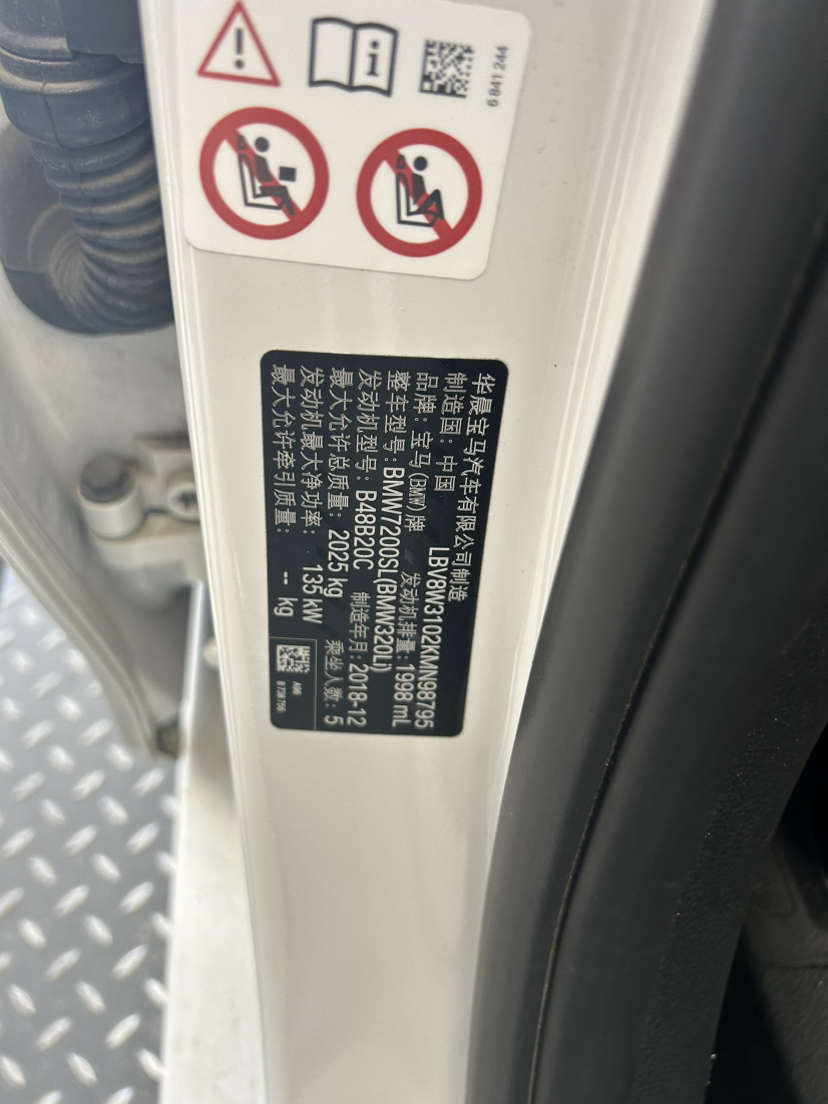 6 841 244
华晨宝马汽车有限公司制造
制造国：中国 LBV8W3102KMN98795
品牌：宝马(BMW)牌 发动机排量：1998 mL
整车型号：BMW7200SL(BMW320Li)
发动机型号：B48B20C 制造年月：2018-12
最大允许总质量：2025 kg 乘坐人数：5
发动机最大净功率：135 kW
最大允许牵引质量：-- kg